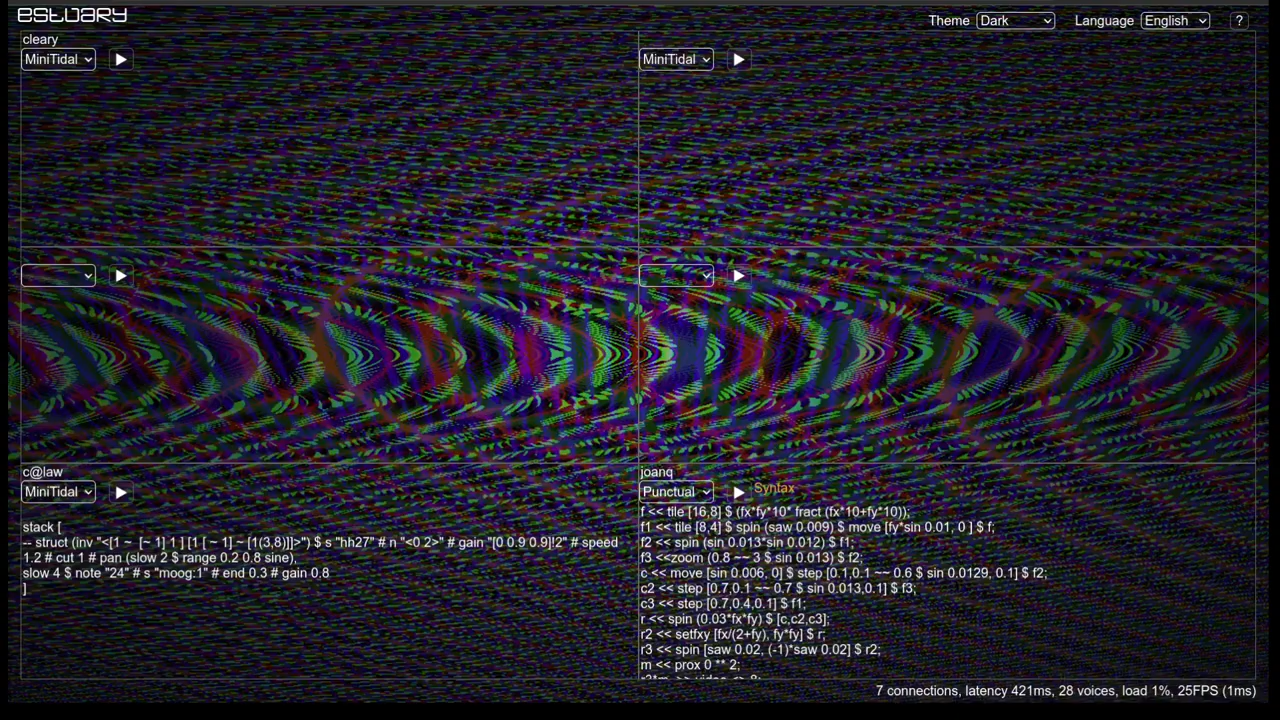 estuary
Theme Dark Language English ?
cleary
MiniTidal
MiniTidal
c@law
MiniTidal
stack [
-- struct (inv "<[1 ~ [~ 1] 1 ] [1 [ ~ 1] ~ [1(3,8)]]>") $ s "hh27" # n "<0 2>" # gain "[0 0.9 0.9]!2" # speed
1.2 # cut 1 # pan (slow 2 $ range 0.2 0.8 sine),
slow 4 $ note "24" # s "moog:1" # end 0.3 # gain 0.8
]
joanq
Punctual Syntax
f << tile [16,8] $ (fx*fy*10* fract (fx*10+fy*10));
f1 << tile [8,4] $ spin (saw 0.009) $ move [fy*sin 0.01, 0 ] $ f;
f2 << spin (sin 0.013*sin 0.012) $ f1;
f3 <<zoom (0.8 ~~ 3 $ sin 0.013) $ f2;
c << move [sin 0.006, 0] $ step [0.1,0.1 ~~ 0.6 $ sin 0.0129, 0.1] $ f2;
c2 << step [0.7,0.1 ~~ 0.7 $ sin 0.013,0.1] $ f3;
c3 << step [0.7,0.4,0.1] $ f1;
r << spin (0.03*fx*fy) $ [c,c2,c3];
r2 << setfxy [fx/(2+fy), fy*fy] $ r;
r3 << spin [saw 0.02, (-1)*saw 0.02] $ r2;
m << prox 0 ** 2;
r3*m >> video <> 8;
7 connections, latency 421ms, 28 voices, load 1%, 25FPS (1ms)